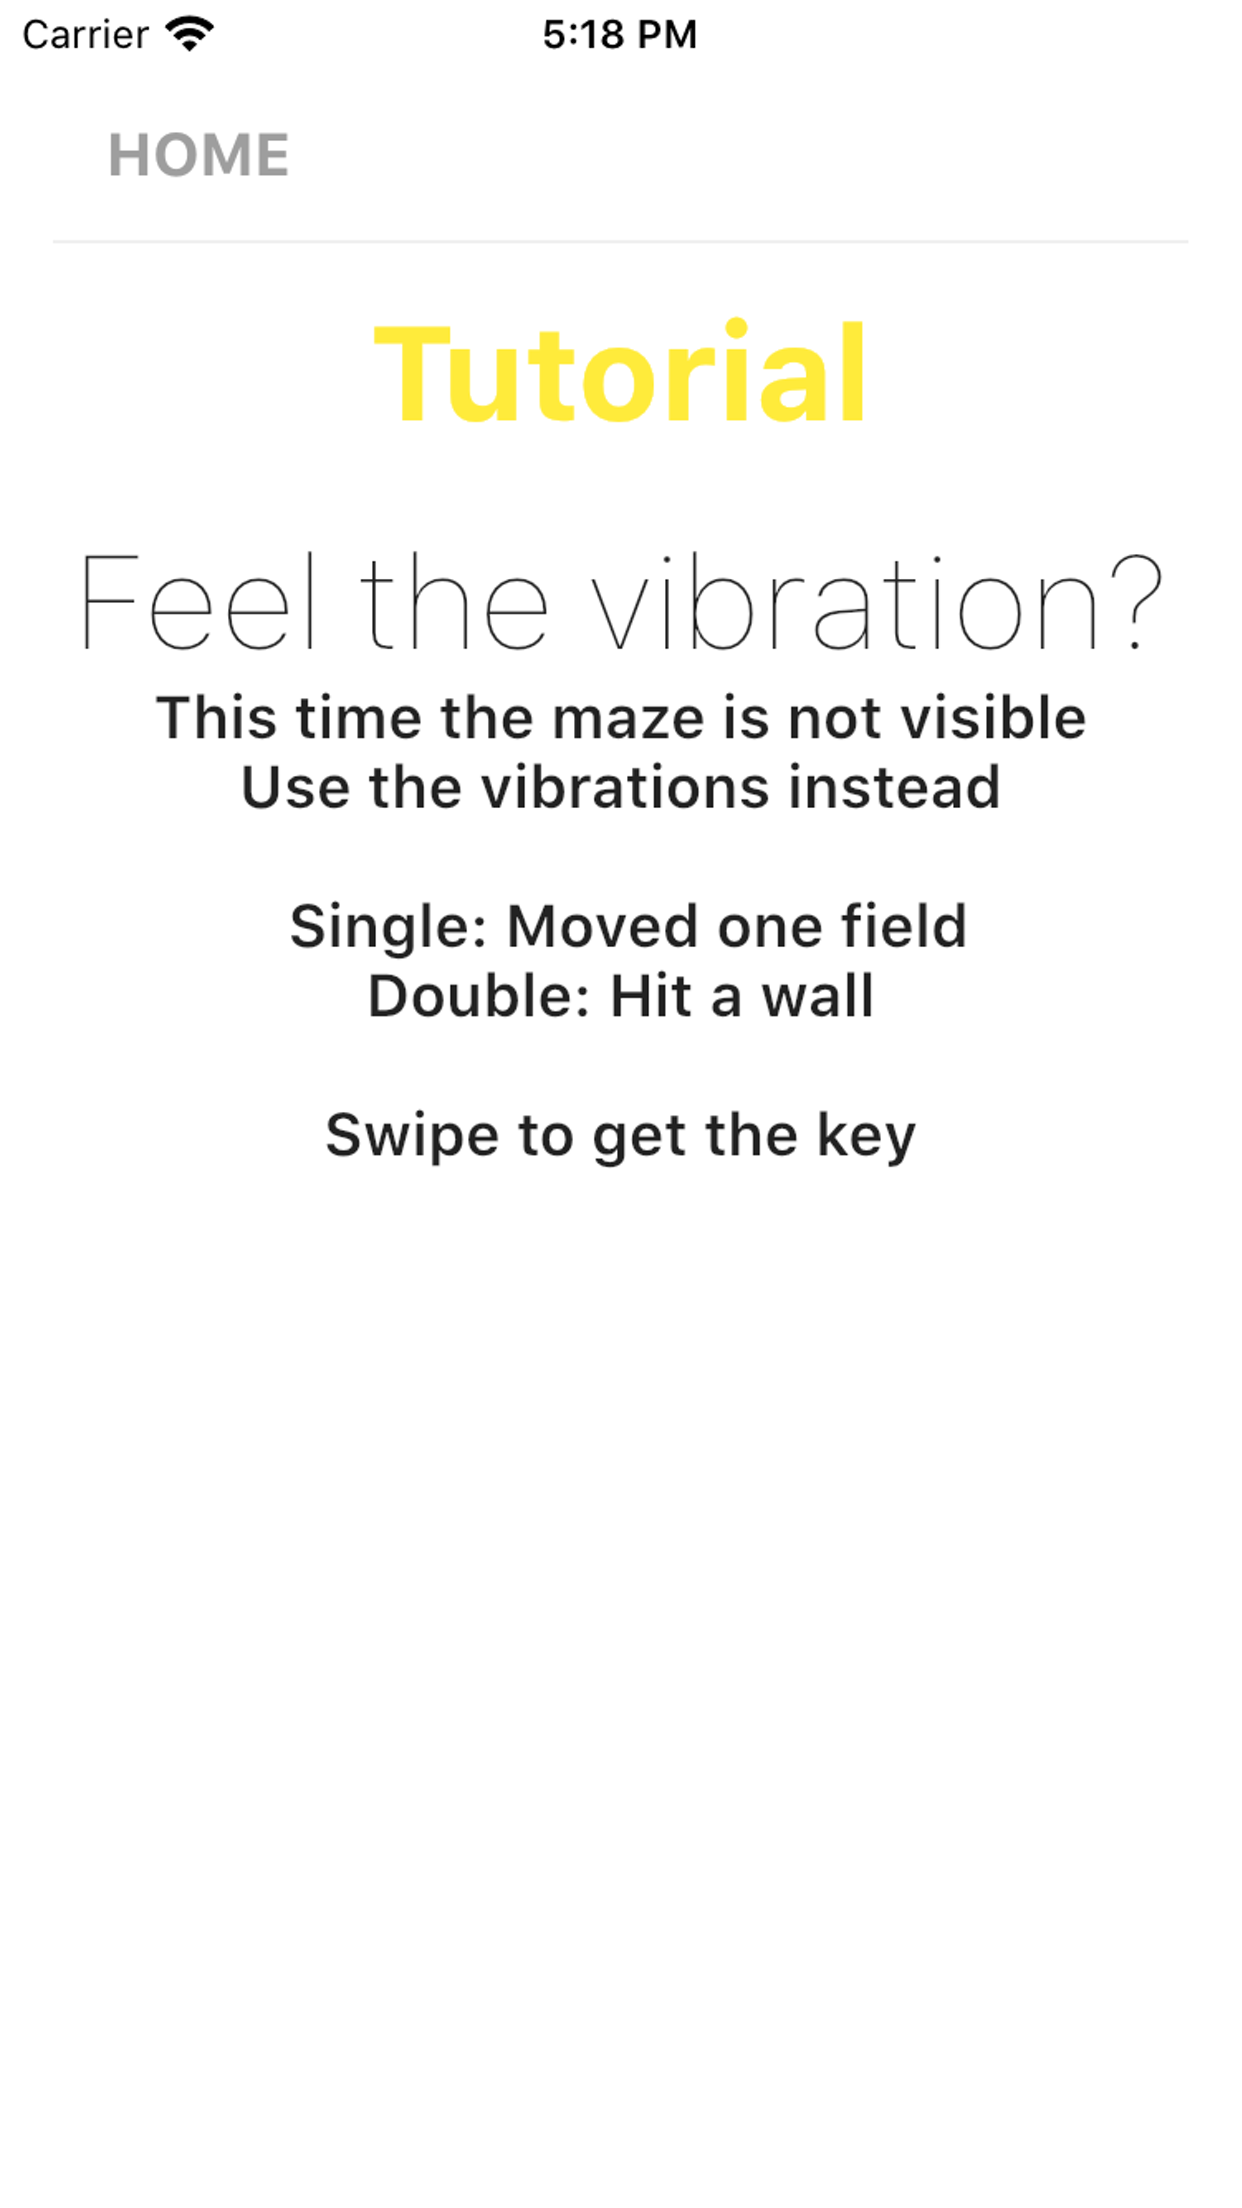 Carrier 5:18 PM
HOME
Tutorial
Feel the vibration?
This time the maze is not visible
Use the vibrations instead
Single: Moved one field
Double: Hit a wall
Swipe to get the key